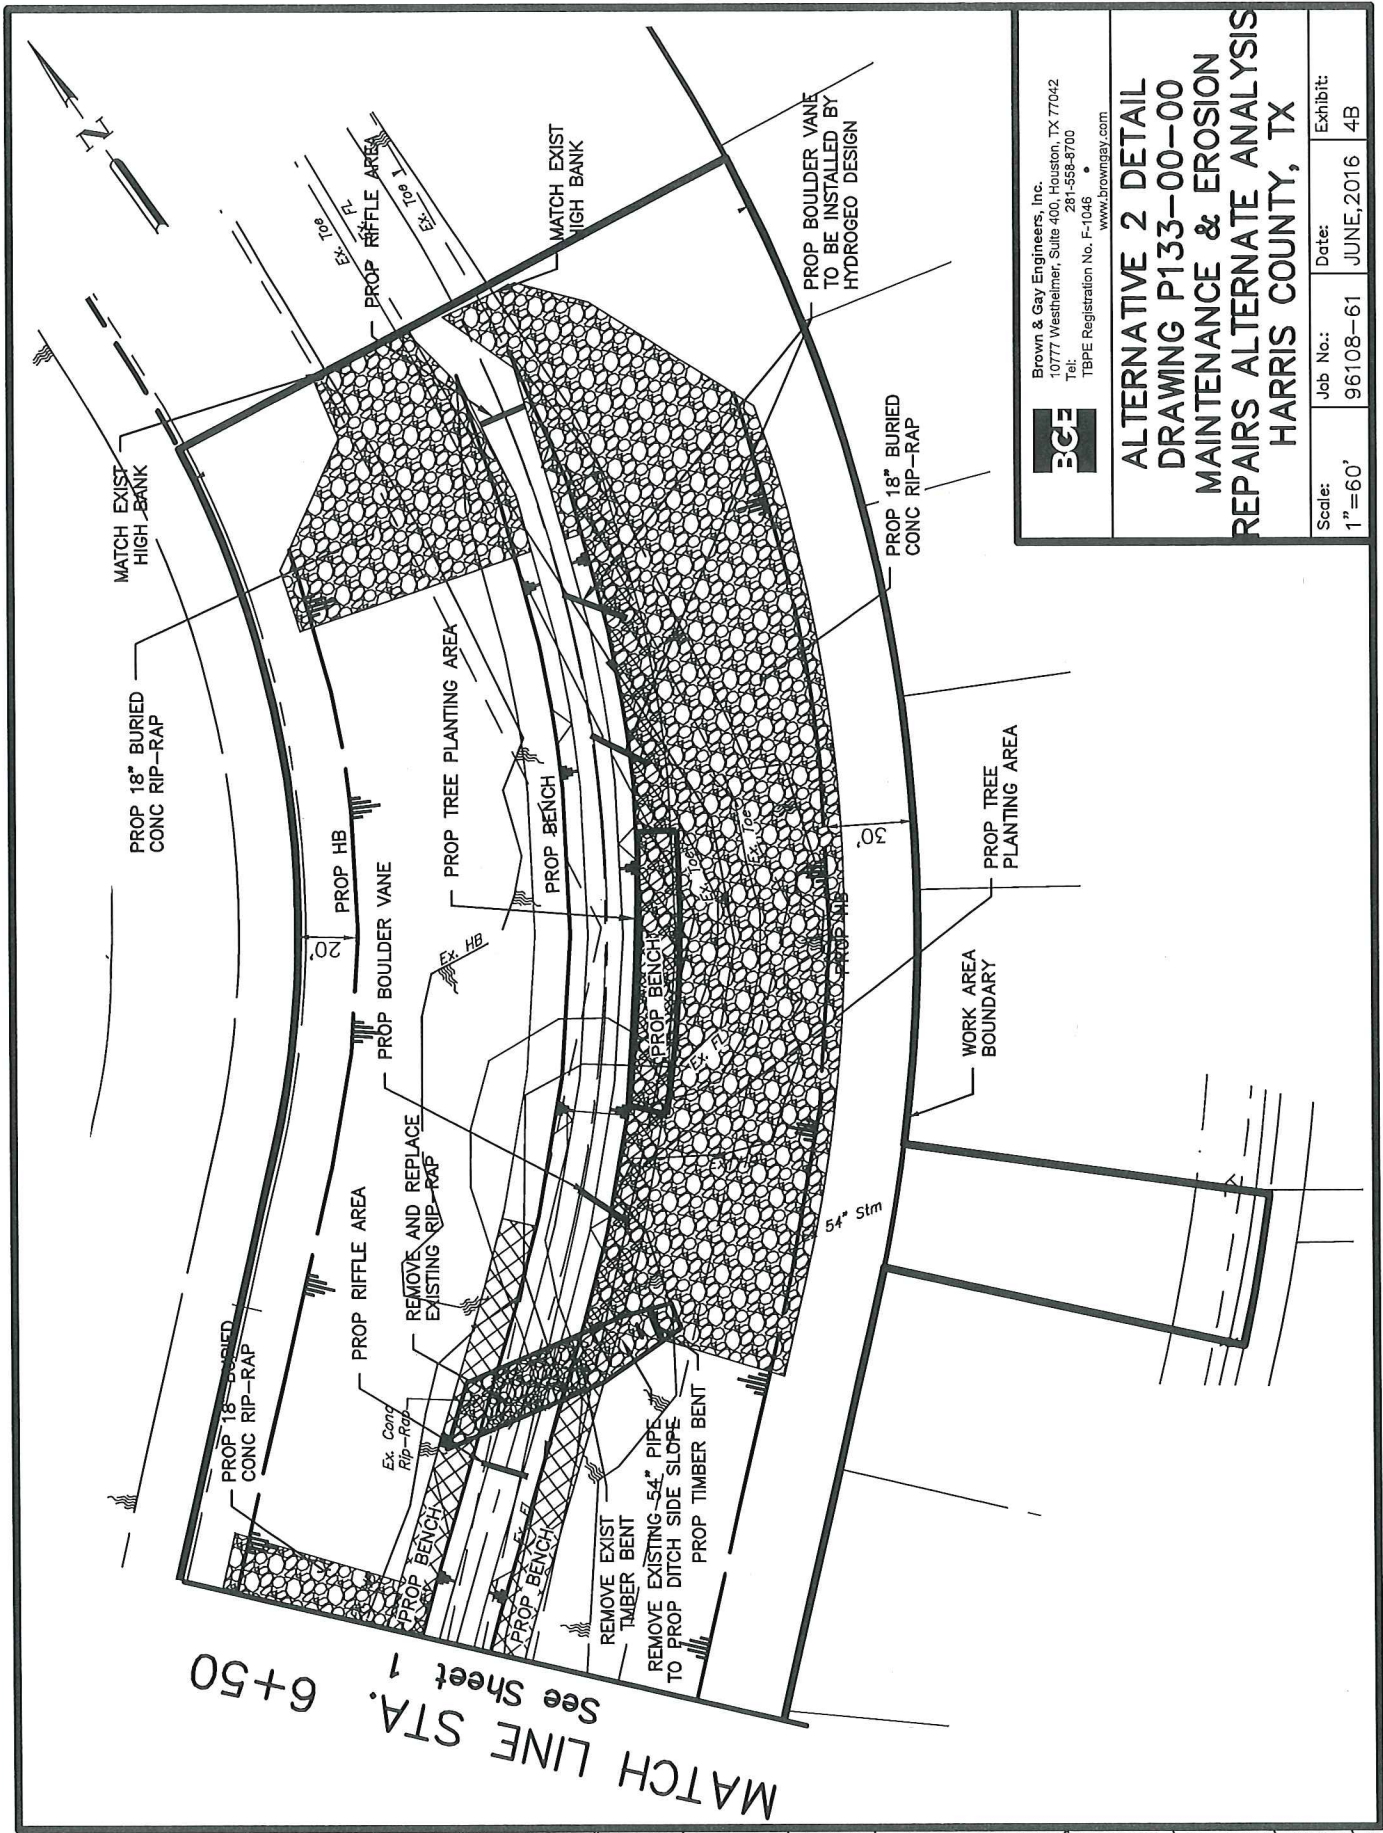 MATCH EXIST
HIGH BANK
PROP 18" BURIED
CONC RIP-RAP
PROP HB
20'
PROP 18" BURIED
CONC RIP-RAP
N
Ex. Toe
FL
PROP RIFFLE AREA
Ex. Toe
MATCH EXIST
HIGH BANK
PROP TREE PLANTING AREA
PROP BENCH
PROP BOULDER VANE
Ex. HB
REMOVE AND REPLACE
EXISTING RIP-RAP
PROP RIFFLE AREA
Ex. Conc
Rip-Rap
PROP BENCH
Ex. FL
PROP BENCH
PROP BENCH
Ex. Toe
Ex. Toe
Ex. FL
PROP HB
30'
PROP BOULDER VANE
TO BE INSTALLED BY
HYDROGEO DESIGN
PROP 18" BURIED
CONC RIP-RAP
PROP TREE
PLANTING AREA
WORK AREA
BOUNDARY
54" Stm
REMOVE EXIST
TIMBER BENT
REMOVE EXISTING 54" PIPE
TO PROP DITCH SIDE SLOPE
PROP TIMBER BENT
MATCH LINE STA. 6+50
See Sheet 1
BGE
Brown & Gay Engineers, Inc.
10777 Westheimer, Suite 400, Houston, TX 77042
Tel: 281-558-8700
TBPE Registration No. F-1046 •
www.browngay.com
ALTERNATIVE 2 DETAIL
DRAWING P133-00-00
MAINTENANCE & EROSION
REPAIRS ALTERNATE ANALYSIS
HARRIS COUNTY, TX
Scale: Job No.: Date: Exhibit:
1"=60' 96108-61 JUNE,2016 4B